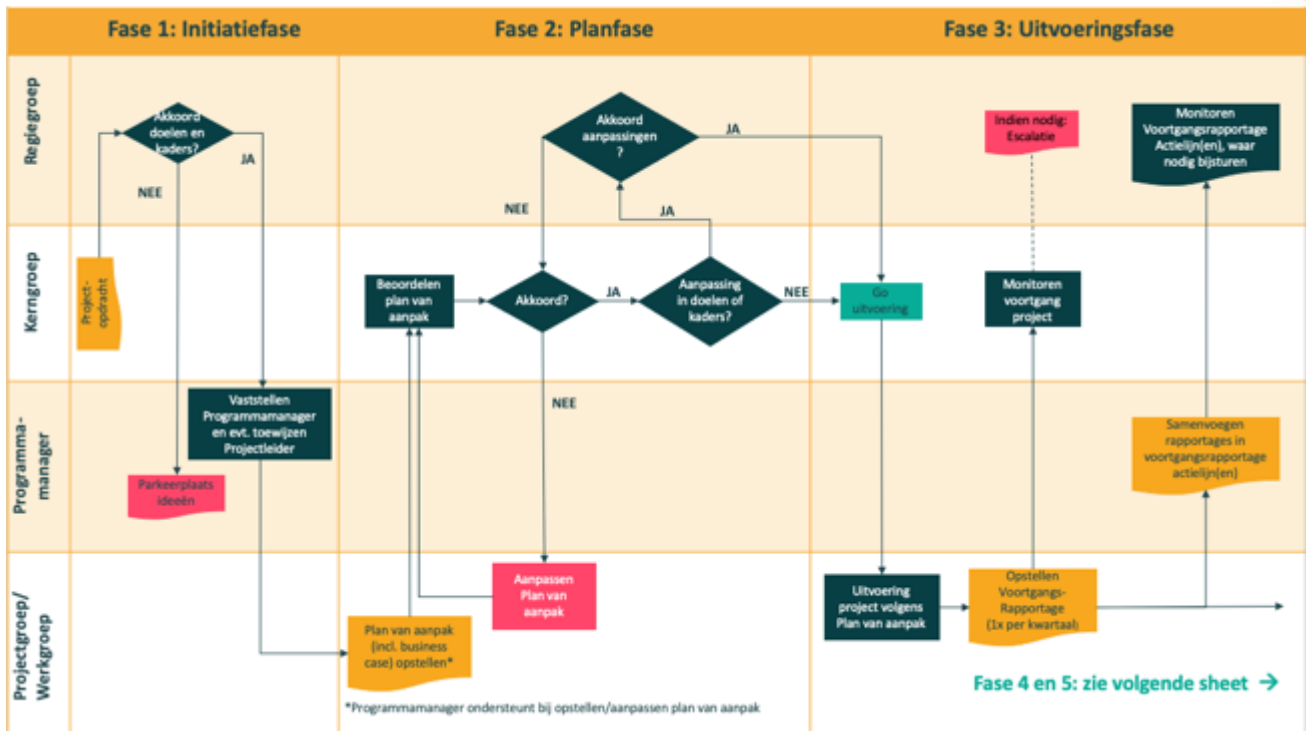 Fase 1: Initiatiefase
Fase 2: Planfase
Fase 3: Uitvoeringsfase
Regiegroep
Akkoord
doelen en
kaders?
JA
NEE
Akkoord
aanpassingen
?
JA
NEE
JA
Indien nodig:
Escalatie
Monitoren
Voortgangsrapportage
Actielijn(en), waar
nodig bijsturen
Kerngroep
Project-
opdracht
Beoordelen
plan van
aanpak
Akkoord?
JA
Aanpassing
in doelen of
kaders?
NEE
Go
uitvoering
Monitoren
voortgang
project
NEE
Programma-
manager
Vaststellen
Programmamanager
en evt. toewijzen
Projectleider
Parkeerplaats
ideeën
Samenvoegen
rapportages in
voortgangsrapportage
actielijn(en)
Projectgroep/
Werkgroep
Plan van aanpak
(incl. business
case) opstellen*
Aanpassen
Plan van
aanpak
Uitvoering
project volgens
Plan van aanpak
Opstellen
Voortgangs-
Rapportage
(1x per kwartaal)
Fase 4 en 5: zie volgende sheet →
*Programmamanager ondersteunt bij opstellen/aanpassen plan van aanpak